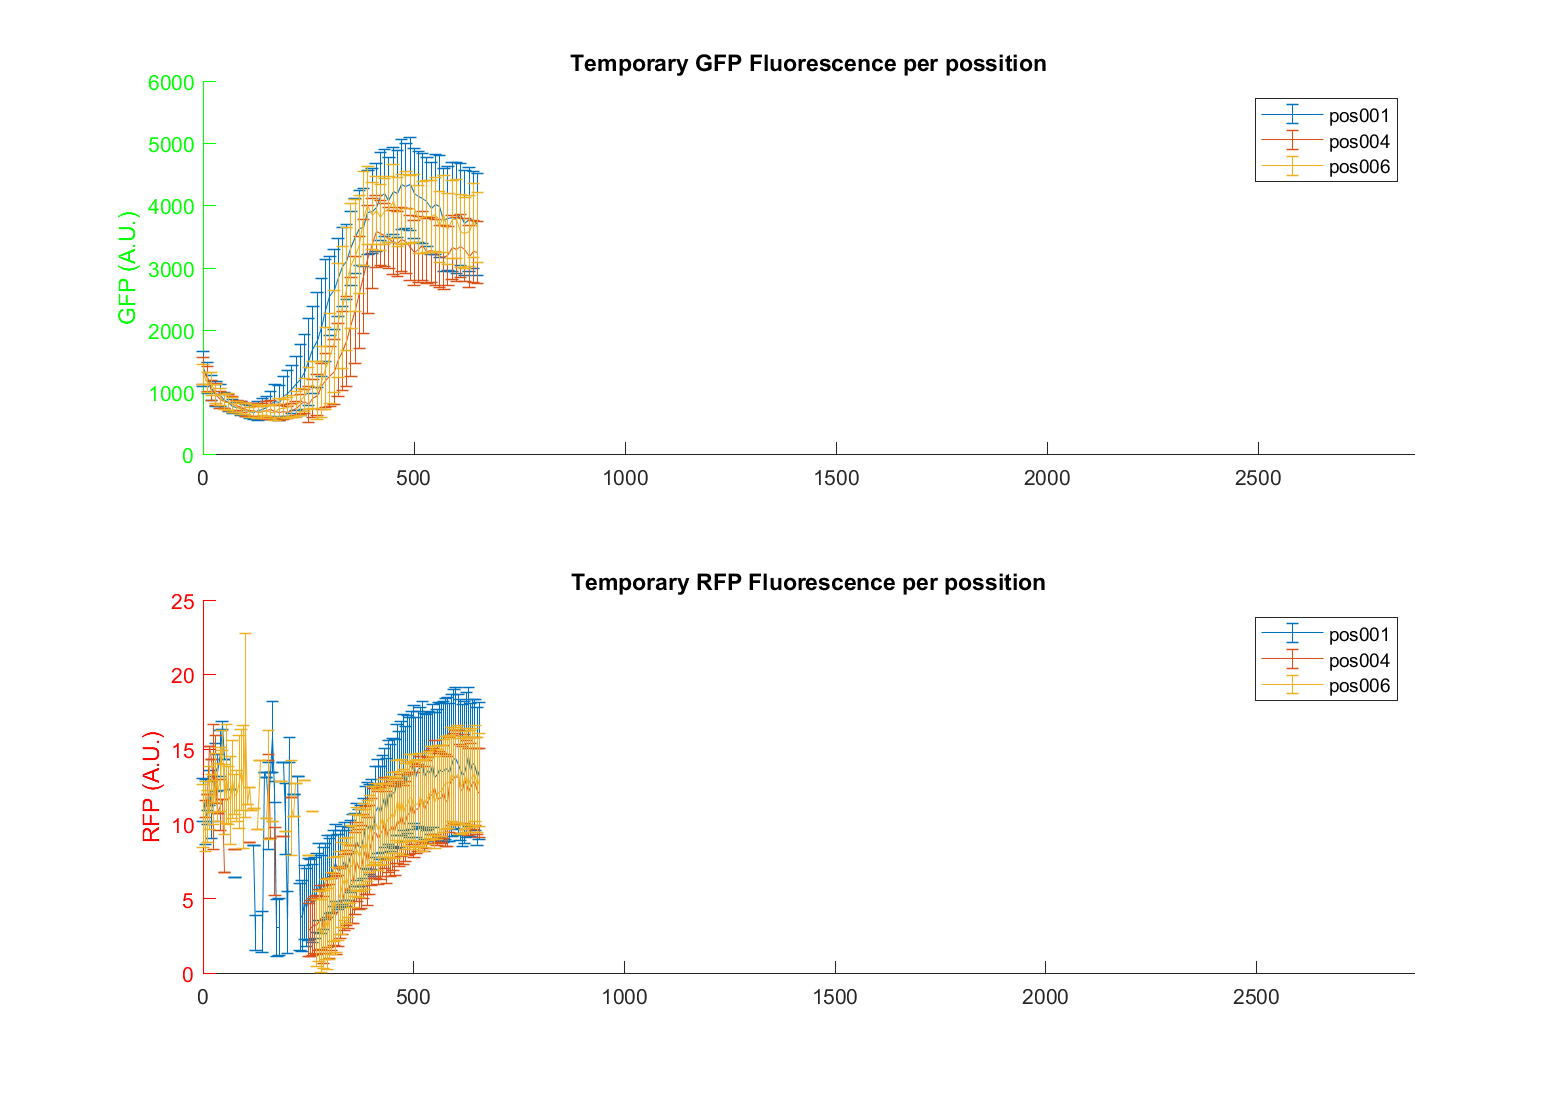 Temporary GFP Fluorescence per possition
6000
5000
4000
3000
2000
1000
0
GFP (A.U.)
0 500 1000 1500 2000 2500
pos001
pos004
pos006
Temporary RFP Fluorescence per possition
25
20
15
10
5
0
RFP (A.U.)
0 500 1000 1500 2000 2500
pos001
pos004
pos006